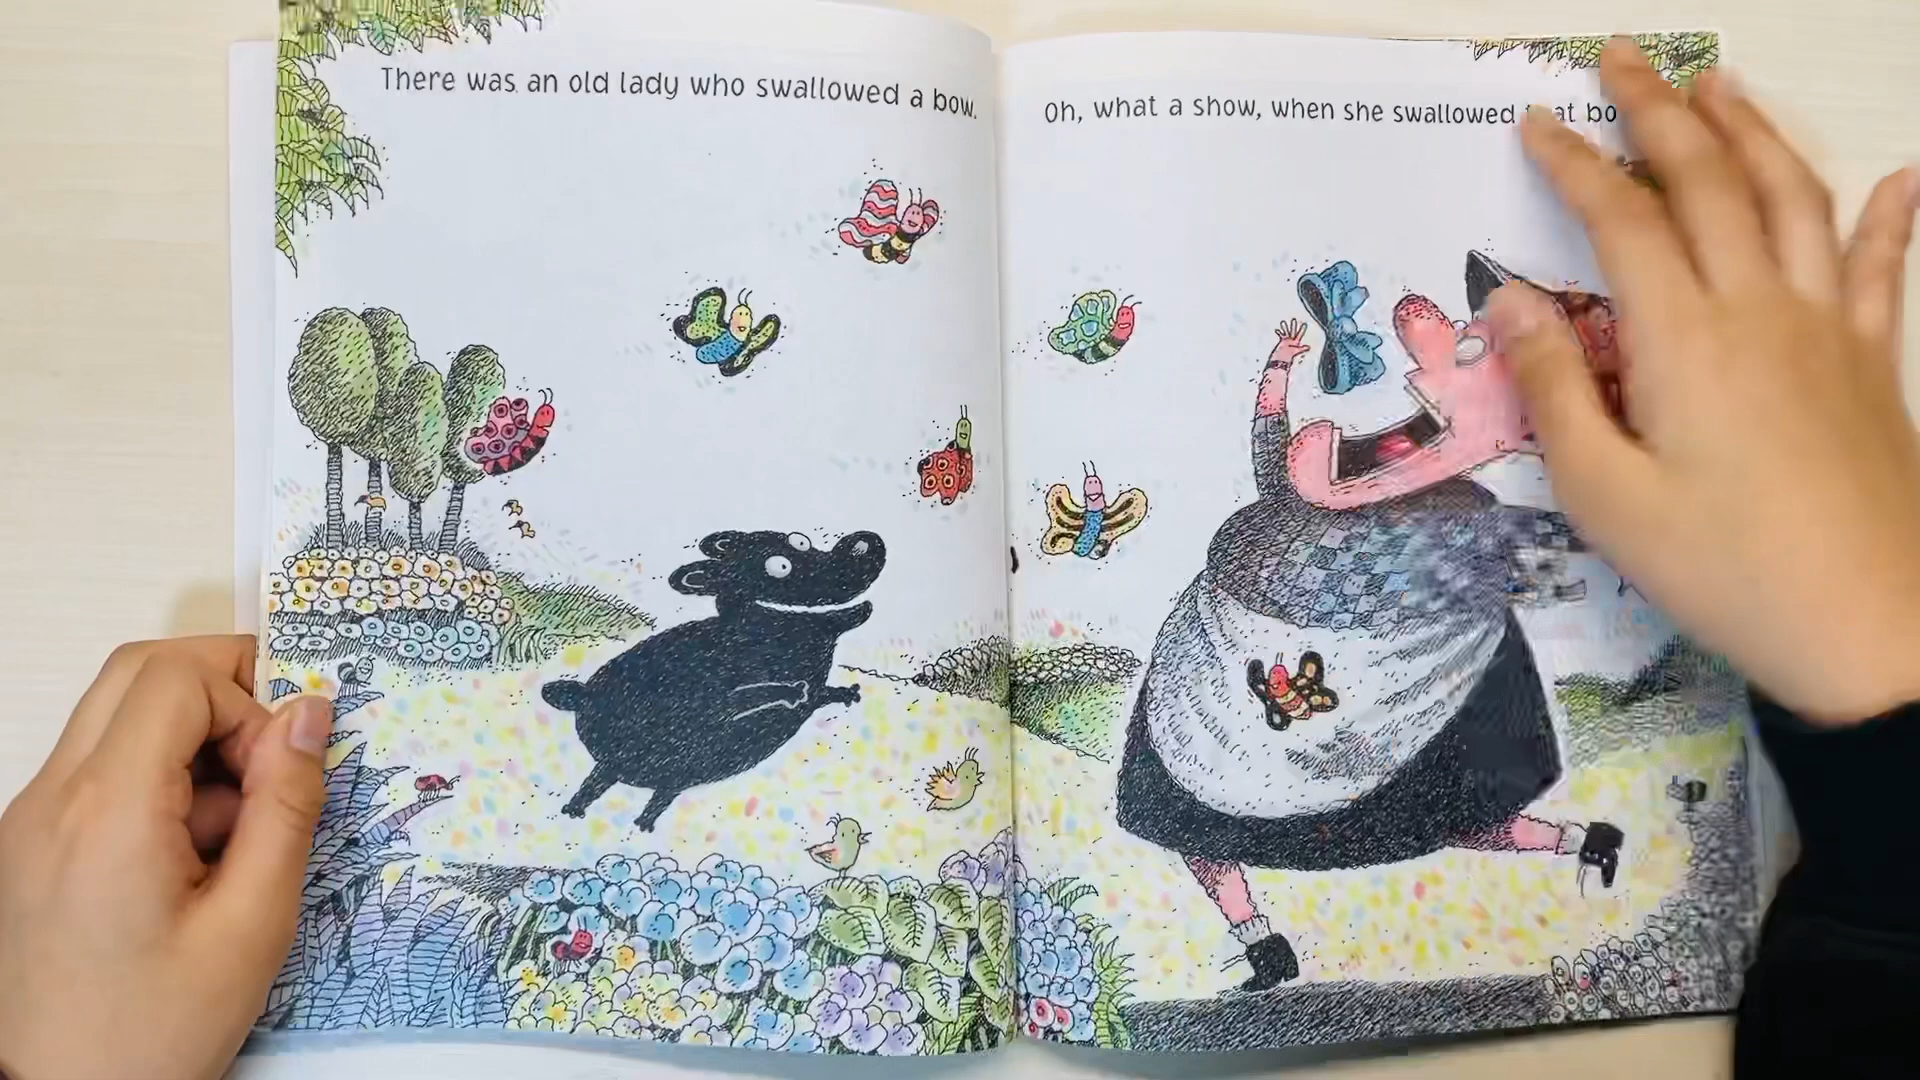 There was an old lady who swallowed a bow.
Oh, what a show, when she swallowed